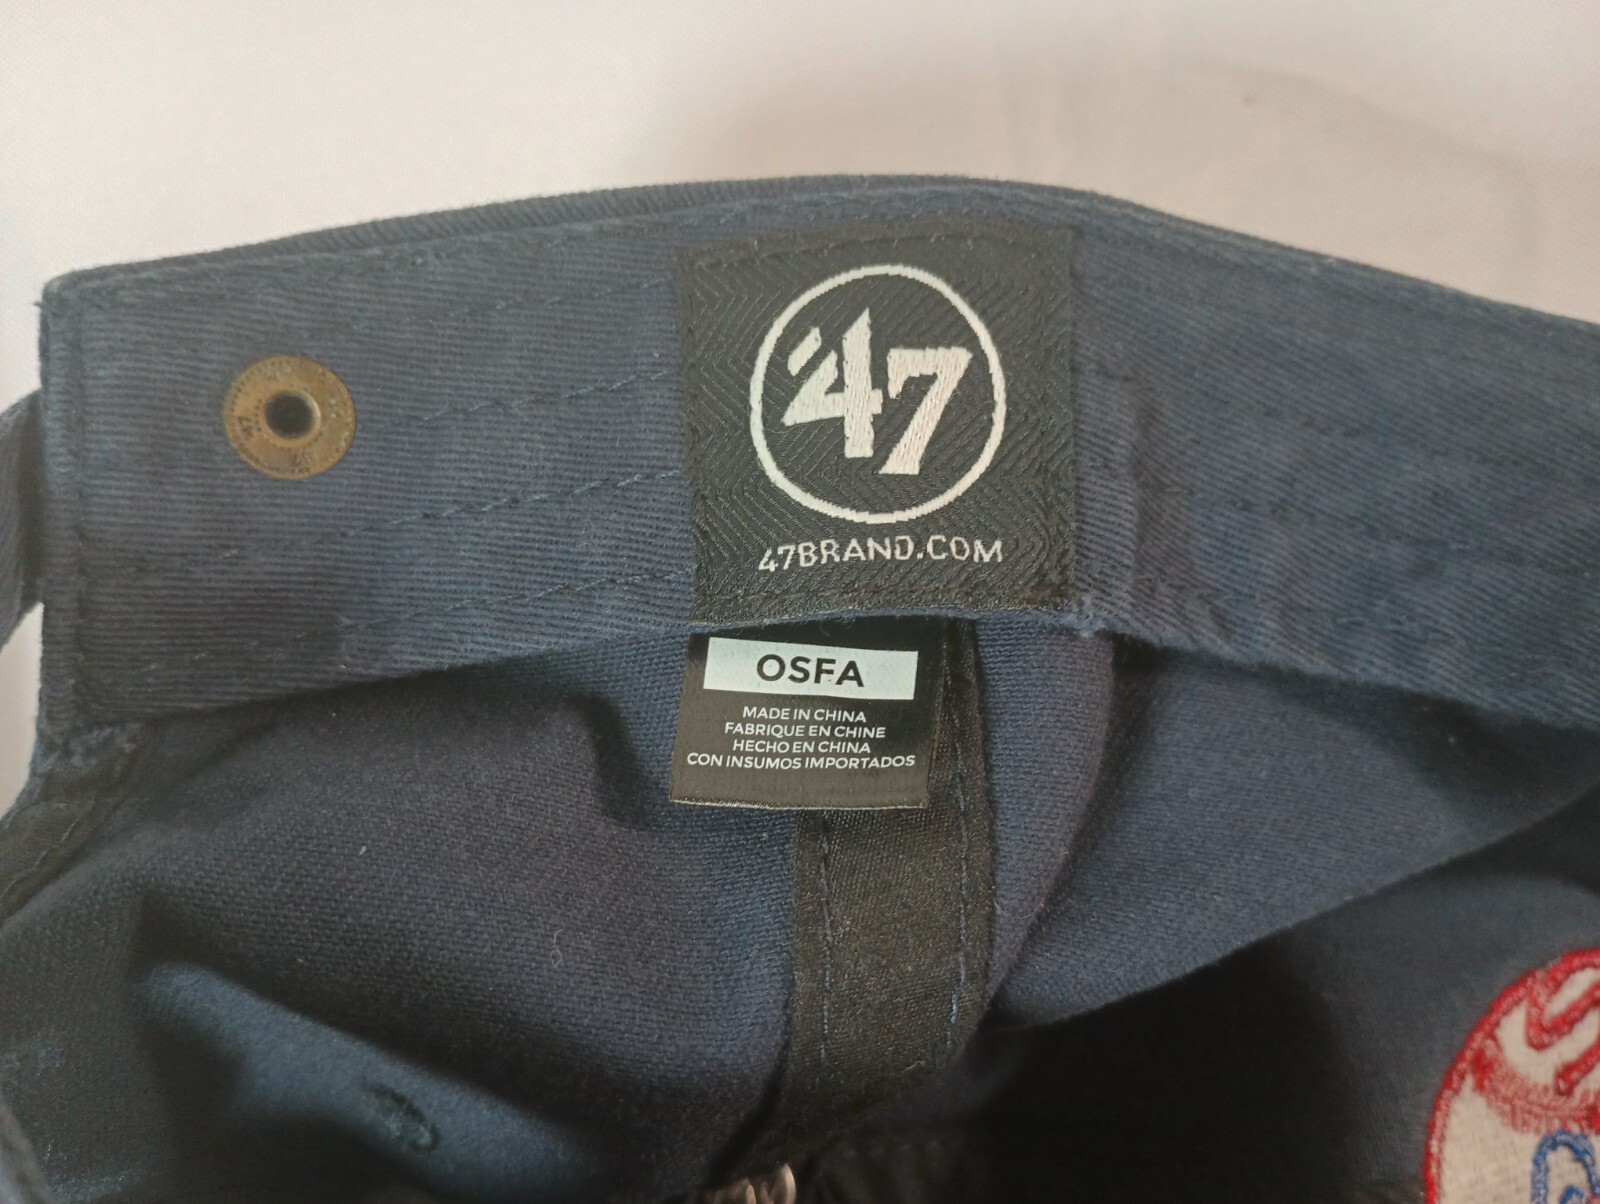 '47
47BRAND.COM
OSFA
MADE IN CHINA
FABRIQUE EN CHINE
HECHO EN CHINA
CON INSUMOS IMPORTADOS